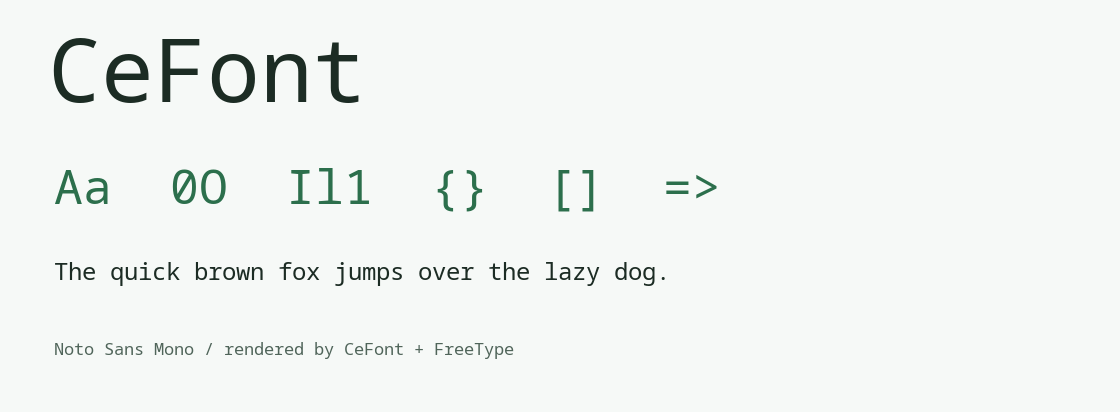 CeFont
Aa 0O Il1 {} [] =>
The quick brown fox jumps over the lazy dog.
Noto Sans Mono / rendered by CeFont + FreeType